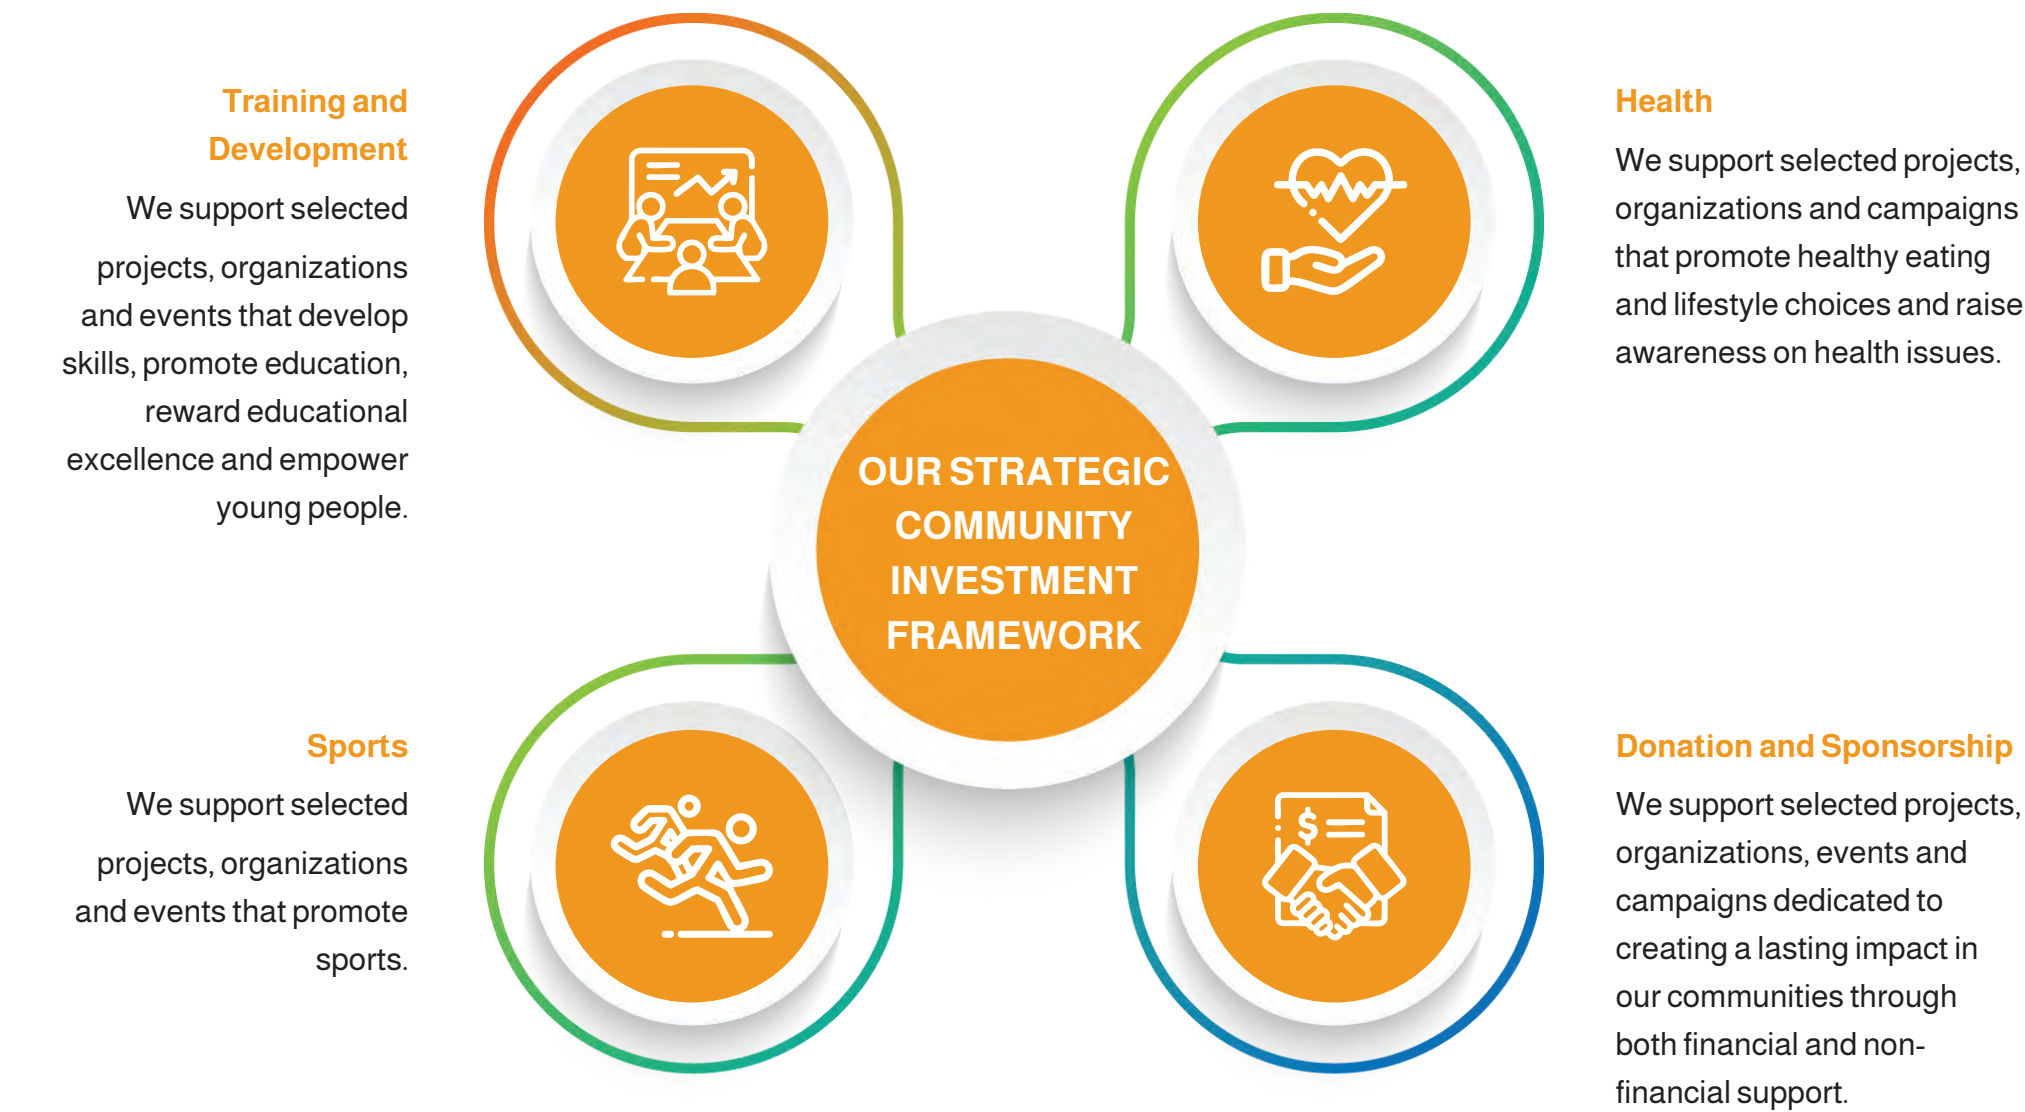 Training and
Development
We support selected
projects, organizations
and events that develop
skills, promote education,
reward educational
excellence and empower
young people.
Health
We support selected projects,
organizations and campaigns
that promote healthy eating
and lifestyle choices and raise
awareness on health issues.
OUR STRATEGIC
COMMUNITY
INVESTMENT
FRAMEWORK
Sports
We support selected
projects, organizations
and events that promote
sports.
$
Donation and Sponsorship
We support selected projects,
organizations, events and
campaigns dedicated to
creating a lasting impact in
our communities through
both financial and non-
financial support.